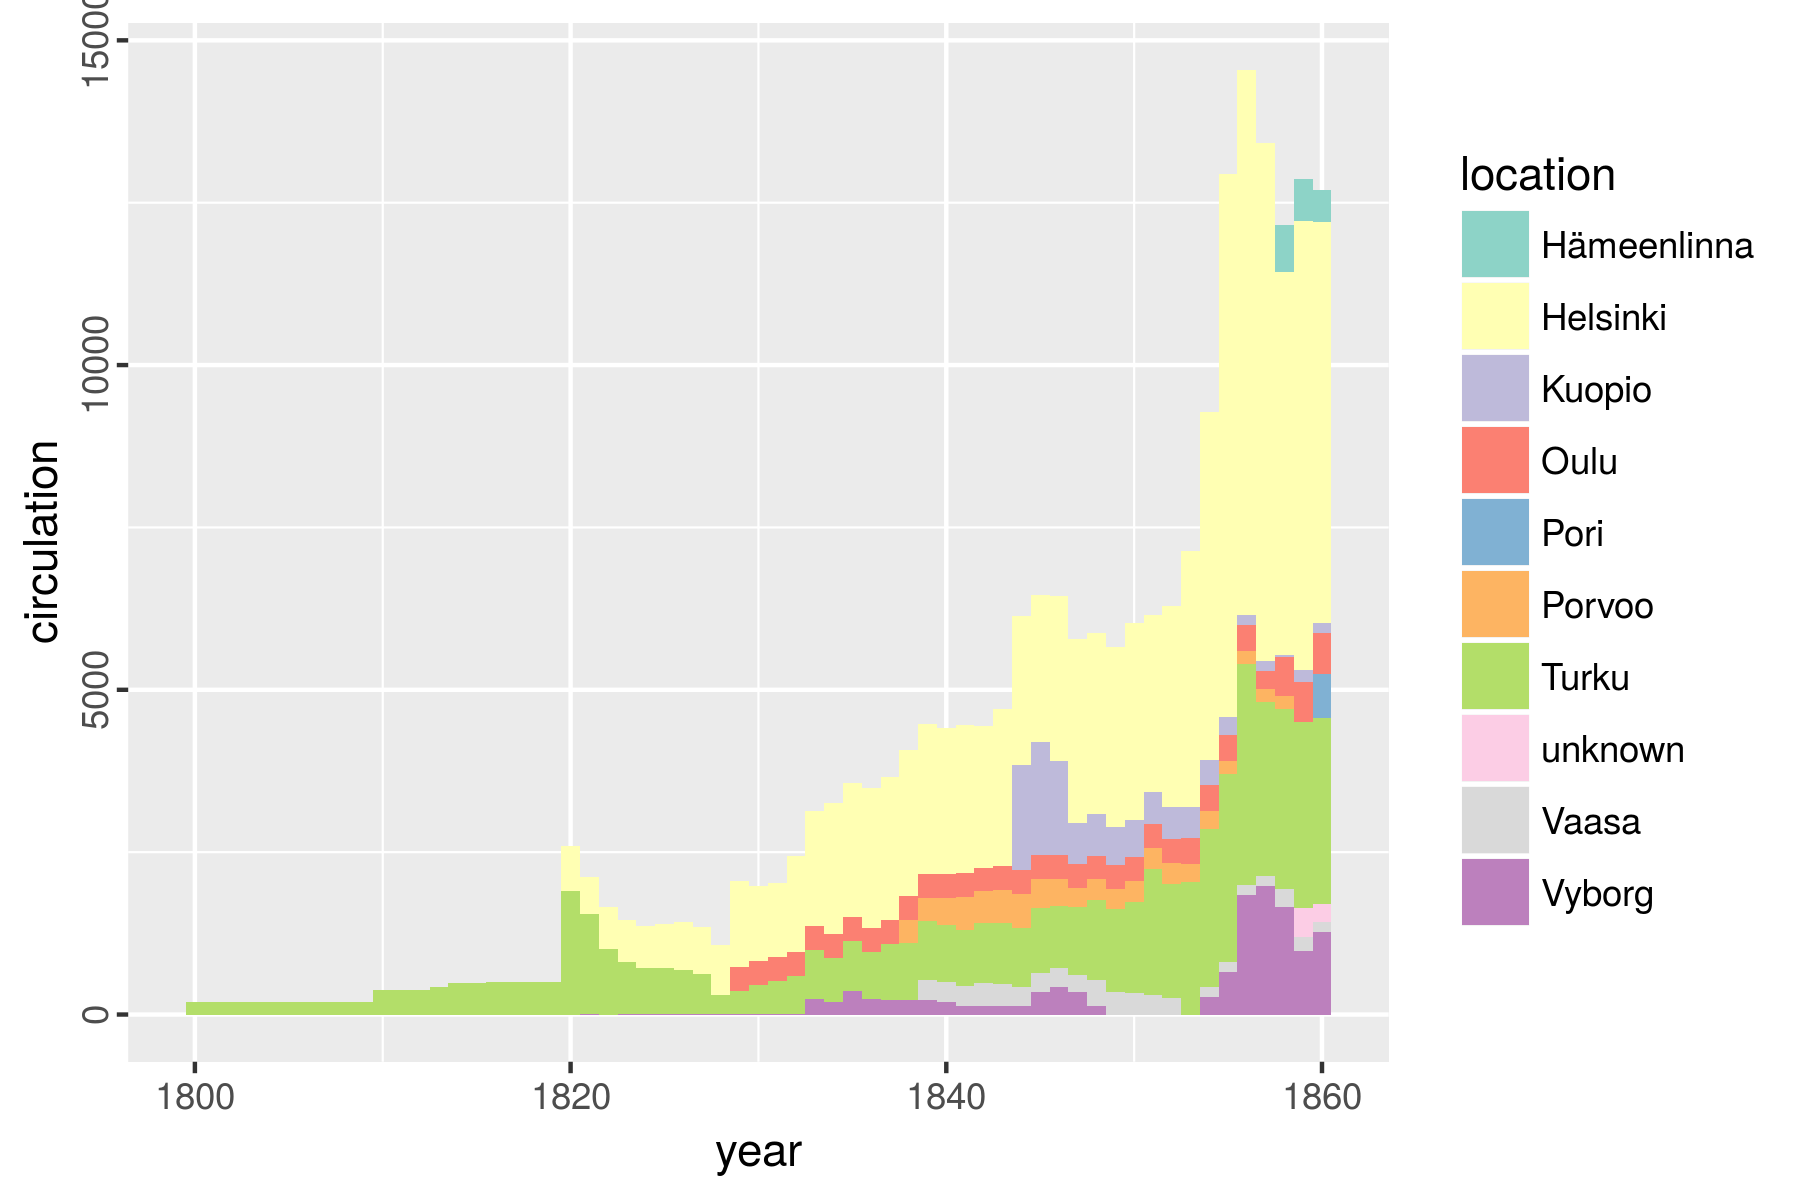 circulation
15000
10000
5000
0
1800 1820 1840 1860
year
location
Hämeenlinna
Helsinki
Kuopio
Oulu
Pori
Porvoo
Turku
unknown
Vaasa
Vyborg